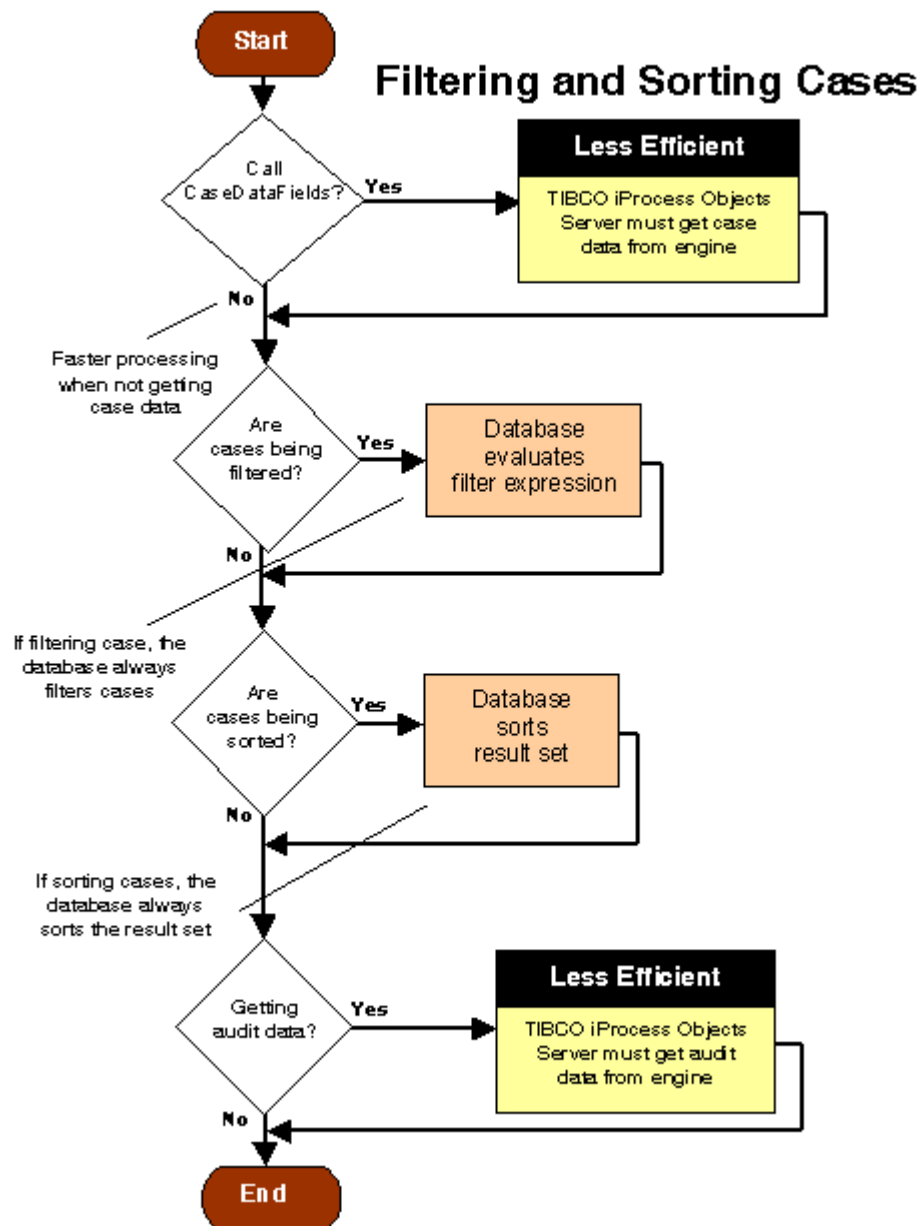 Start
Filtering and Sorting Cases
Call
CaseDataFields?
Yes
Less Efficient
TIBCO iProcess Objects
Server must get case
data from engine
No
Faster processing
when not getting
case data
Are
cases being
filtered?
Yes
Database
evaluates
filter expression
No
If filtering case, the
database always
filters cases
Are
cases being
sorted?
Yes
Database
sorts
result set
No
If sorting cases, the
database always
sorts the result set
Getting
audit data?
Yes
Less Efficient
TIBCO iProcess Objects
Server must get audit
data from engine
No
End